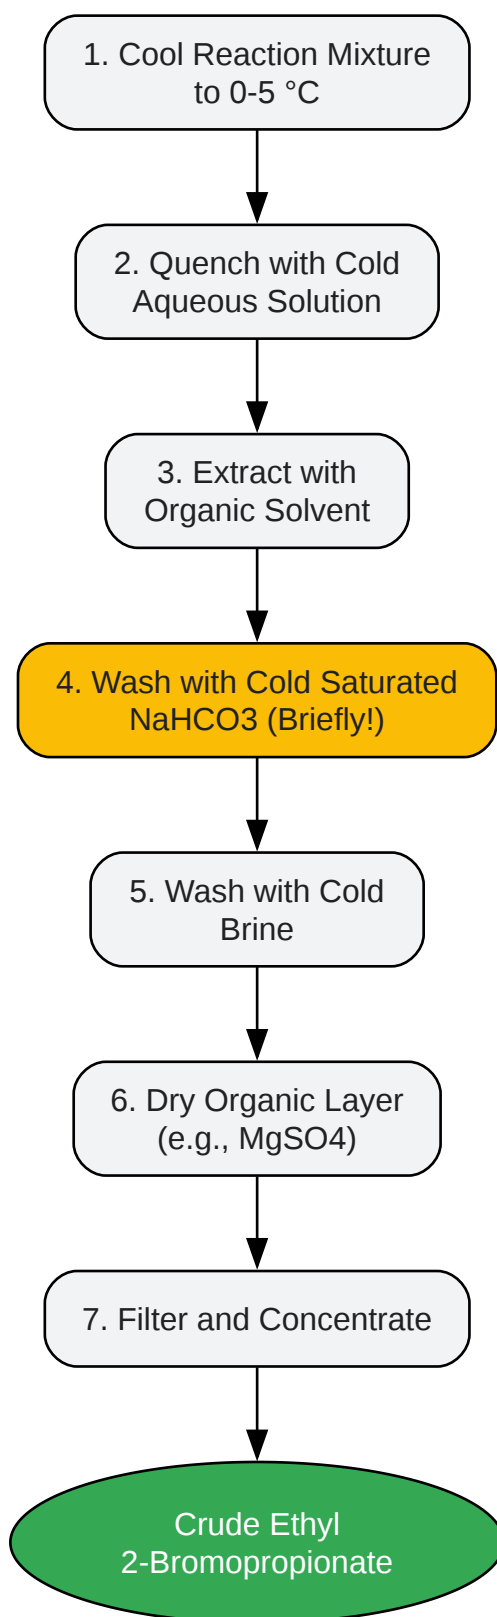 1. Cool Reaction Mixture
to 0-5 °C
2. Quench with Cold
Aqueous Solution
3. Extract with
Organic Solvent
4. Wash with Cold Saturated
NaHCO3 (Briefly!)
5. Wash with Cold
Brine
6. Dry Organic Layer
(e.g., MgSO4)
7. Filter and Concentrate
Crude Ethyl
2-Bromopropionate